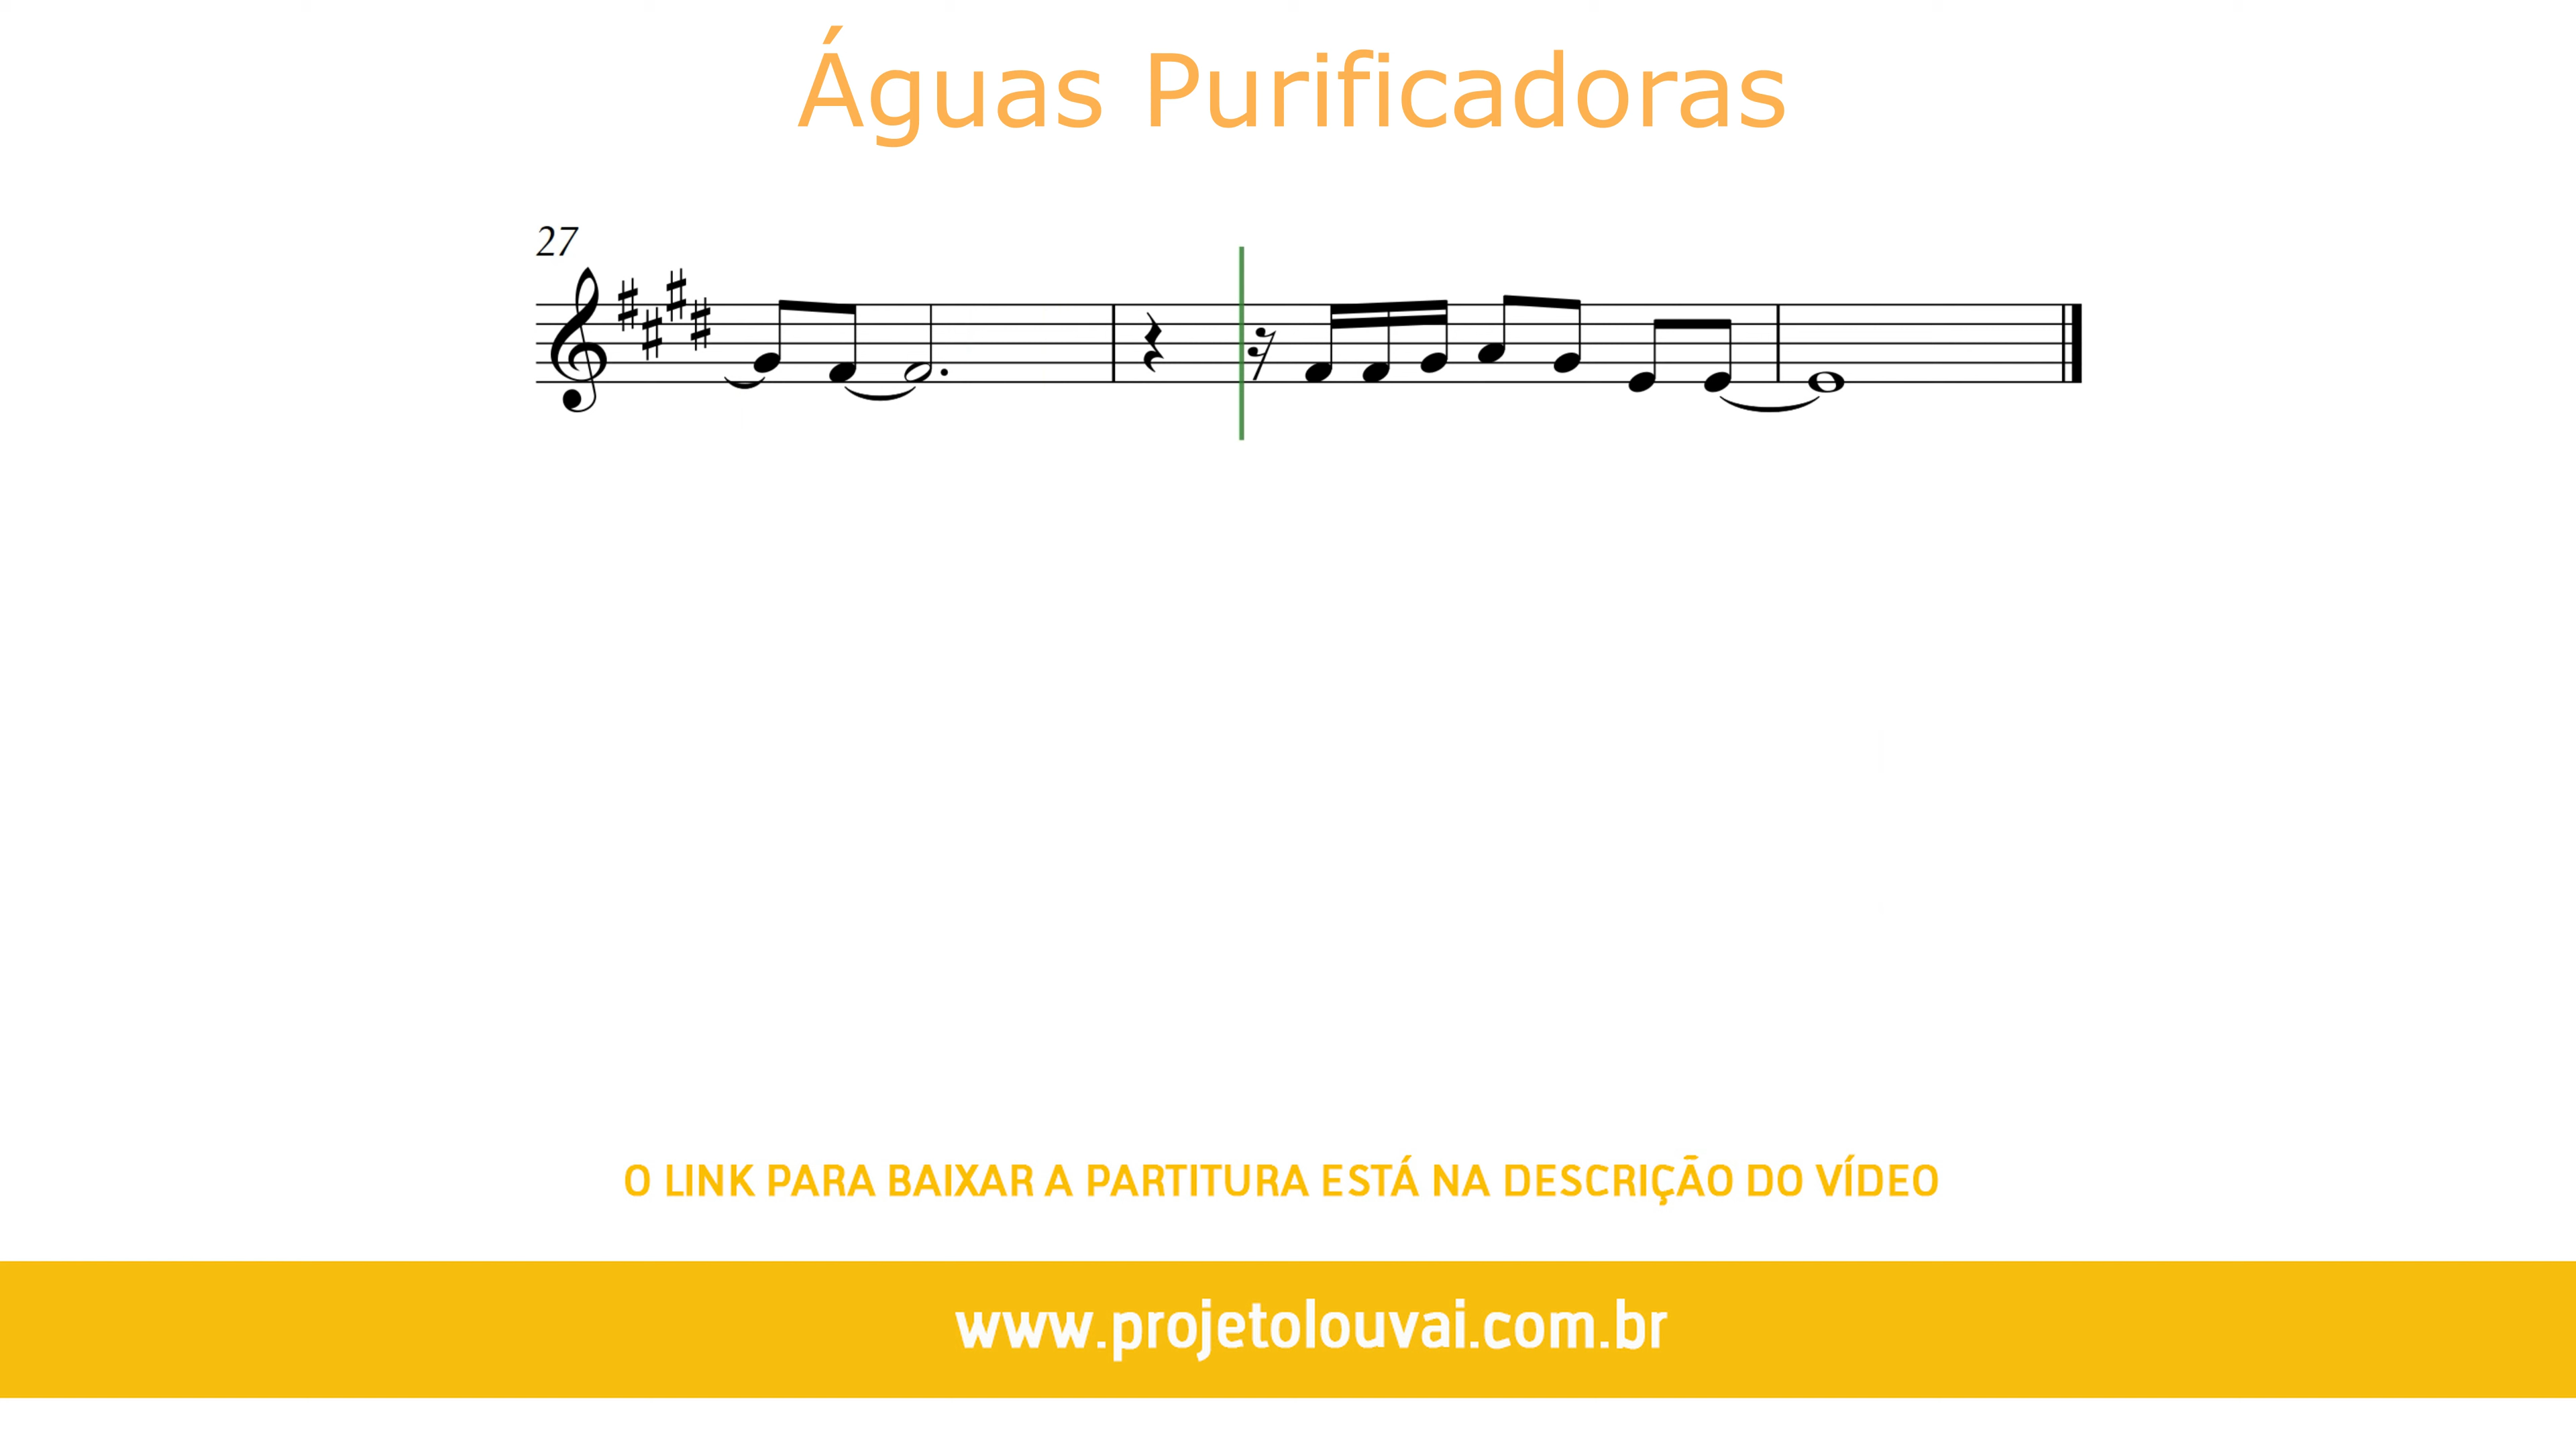 Águas Purificadoras
27
O LINK PARA BAIXAR A PARTITURA ESTÁ NA DESCRIÇÃO DO VÍDEO
www.projetolouvai.com.br